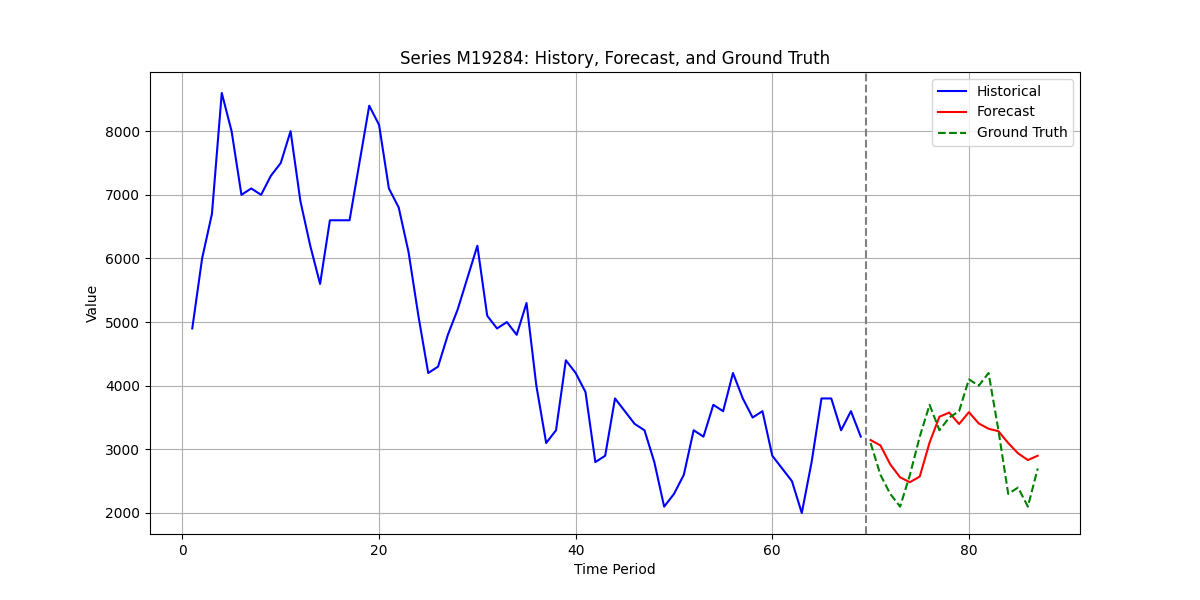 Series M19284: History, Forecast, and Ground Truth
Historical
Forecast
Ground Truth
Value
8000
7000
6000
5000
4000
3000
2000
0
20
40
60
80
Time Period